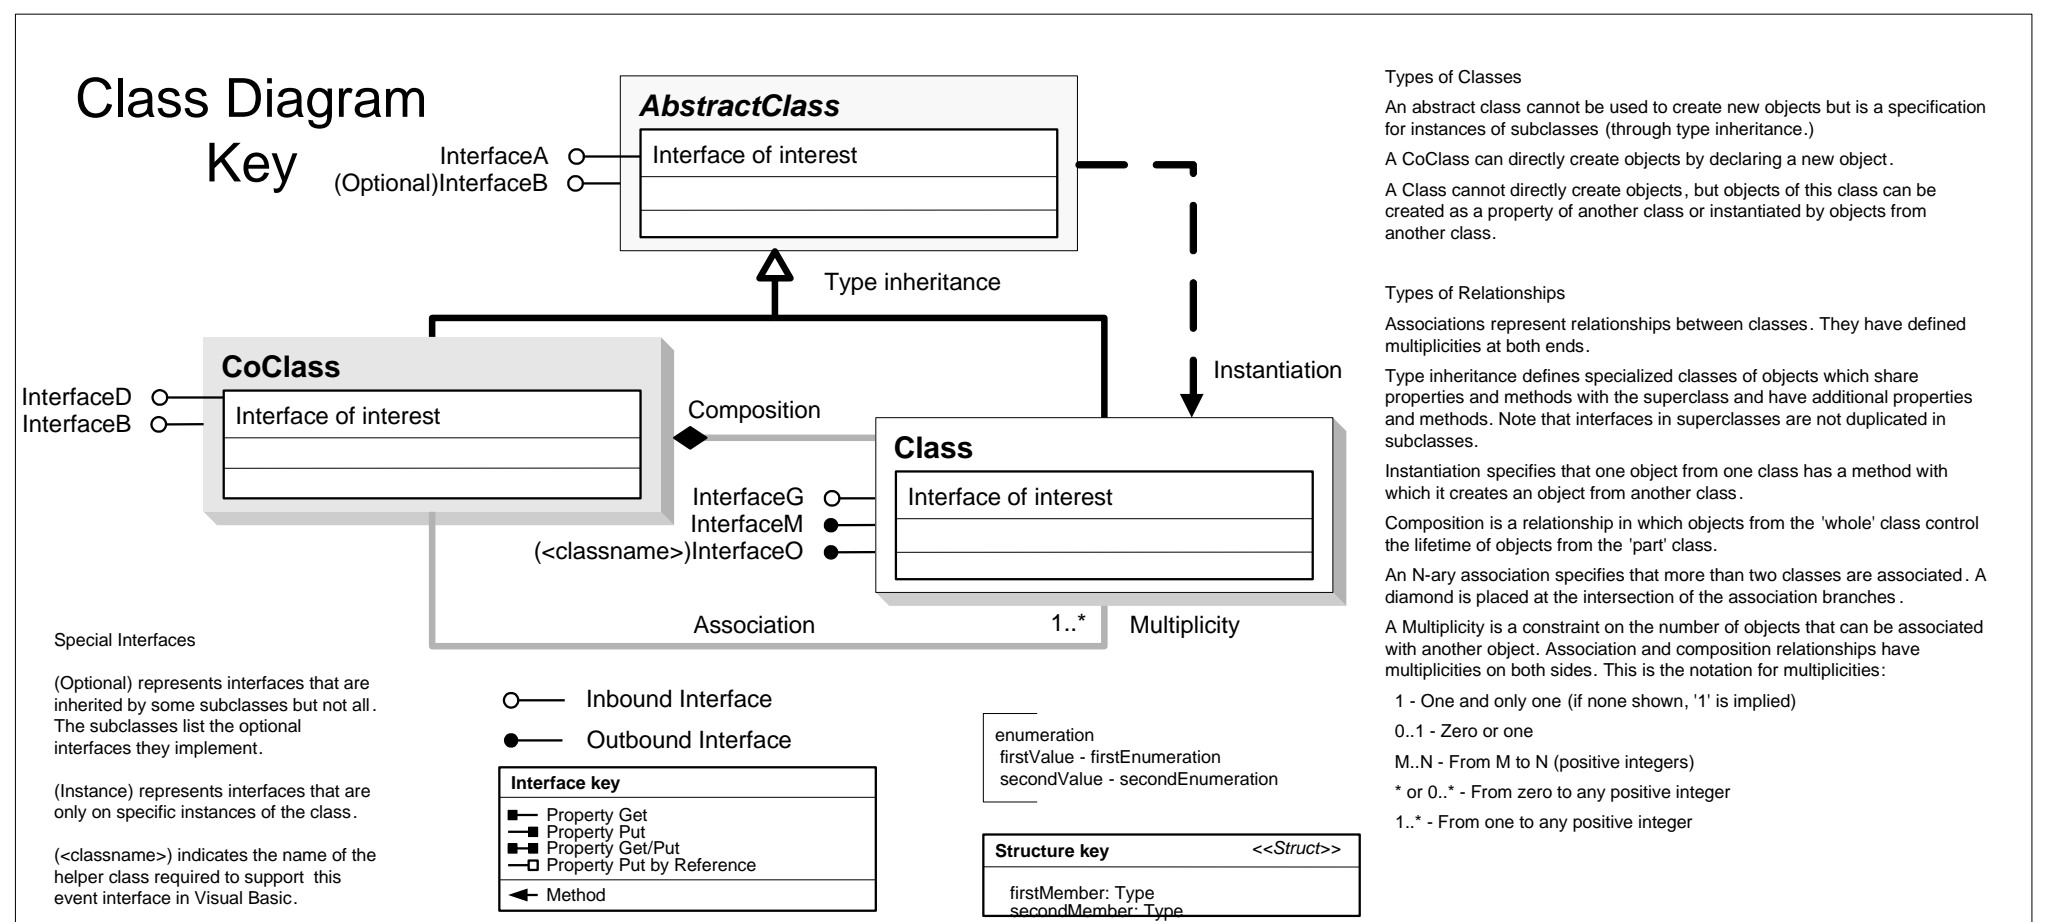 Class Diagram
Key
AbstractClass
Interface of interest
InterfaceA
(Optional)InterfaceB
Type inheritance
Instantiation
CoClass
Interface of interest
InterfaceD
InterfaceB
Composition
Class
Interface of interest
InterfaceG
InterfaceM
(<classname>)InterfaceO
Association
1..*
Multiplicity
Special Interfaces
(Optional) represents interfaces that are
inherited by some subclasses but not all.
The subclasses list the optional
interfaces they implement.
(Instance) represents interfaces that are
only on specific instances of the class.
(<classname>) indicates the name of the
helper class required to support this
event interface in Visual Basic.
Inbound Interface
Outbound Interface
Interface key
Property Get
Property Put
Property Get/Put
Property Put by Reference
Method
enumeration
firstValue - firstEnumeration
secondValue - secondEnumeration
Structure key <<Struct>>
firstMember: Type
secondMember: Type
Types of Classes
An abstract class cannot be used to create new objects but is a specification
for instances of subclasses (through type inheritance.)
A CoClass can directly create objects by declaring a new object.
A Class cannot directly create objects, but objects of this class can be
created as a property of another class or instantiated by objects from
another class.
Types of Relationships
Associations represent relationships between classes. They have defined
multiplicities at both ends.
Type inheritance defines specialized classes of objects which share
properties and methods with the superclass and have additional properties
and methods. Note that interfaces in superclasses are not duplicated in
subclasses.
Instantiation specifies that one object from one class has a method with
which it creates an object from another class.
Composition is a relationship in which objects from the 'whole' class control
the lifetime of objects from the 'part' class.
An N-ary association specifies that more than two classes are associated. A
diamond is placed at the intersection of the association branches.
A Multiplicity is a constraint on the number of objects that can be associated
with another object. Association and composition relationships have
multiplicities on both sides. This is the notation for multiplicities:
1 - One and only one (if none shown, '1' is implied)
0..1 - Zero or one
M..N - From M to N (positive integers)
* or 0..* - From zero to any positive integer
1..* - From one to any positive integer